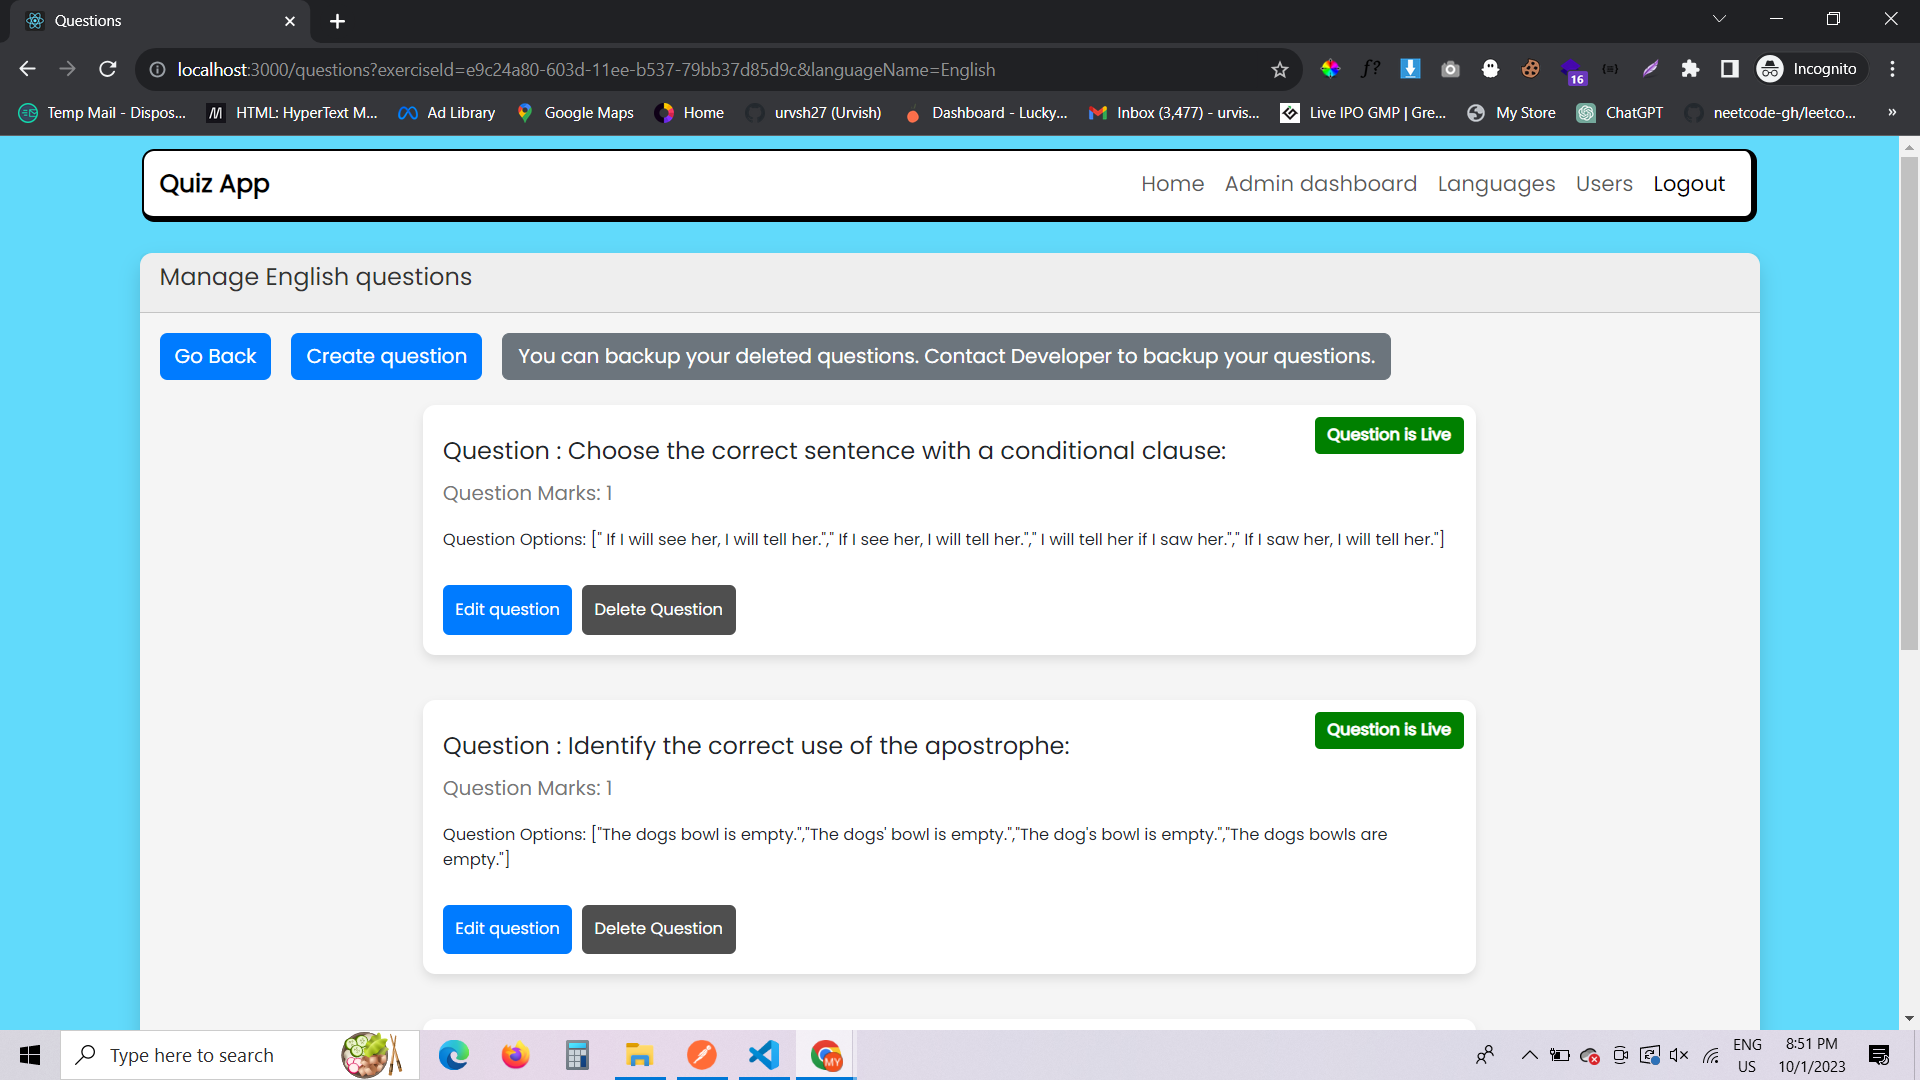 Questions
localhost:3000/questions?exerciseId=e9c24a80-603d-11ee-b537-79bb37d85d9c&languageName=English
f?
16
Incognito
Temp Mail - Dispos...
HTML: HyperText M...
Ad Library
Google Maps
Home
urvsh27 (Urvish)
Dashboard - Lucky...
Inbox (3,477) - urvis...
Live IPO GMP | Gre...
My Store
ChatGPT
neetcode-gh/leetco...
»
Quiz App
Home
Admin dashboard
Languages
Users
Logout
Manage English questions
Go Back
Create question
You can backup your deleted questions. Contact Developer to backup your questions.
Question is Live
Question : Choose the correct sentence with a conditional clause:
Question Marks: 1
Question Options: [" If I will see her, I will tell her."," If I see her, I will tell her."," I will tell her if I saw her."," If I saw her, I will tell her."]
Edit question
Delete Question
Question is Live
Question : Identify the correct use of the apostrophe:
Question Marks: 1
Question Options: ["The dogs bowl is empty.","The dogs' bowl is empty.","The dog's bowl is empty.","The dogs bowls are
empty."]
Edit question
Delete Question
Type here to search
MY
ENG
US
8:51 PM
10/1/2023